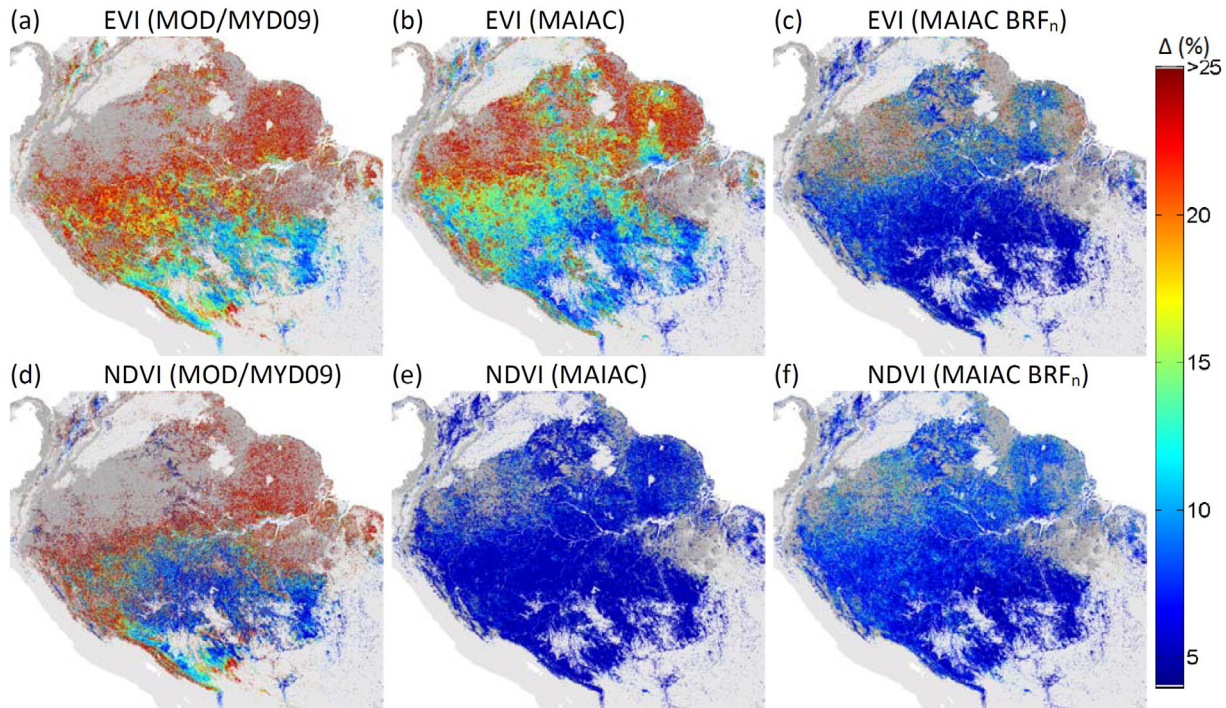 (a) EVI (MOD/MYD09)
(b) EVI (MAIAC)
(c) EVI (MAIAC BRFₙ)
Δ (%)
>25
20
15
10
5
(d) NDVI (MOD/MYD09)
(e) NDVI (MAIAC)
(f) NDVI (MAIAC BRFₙ)